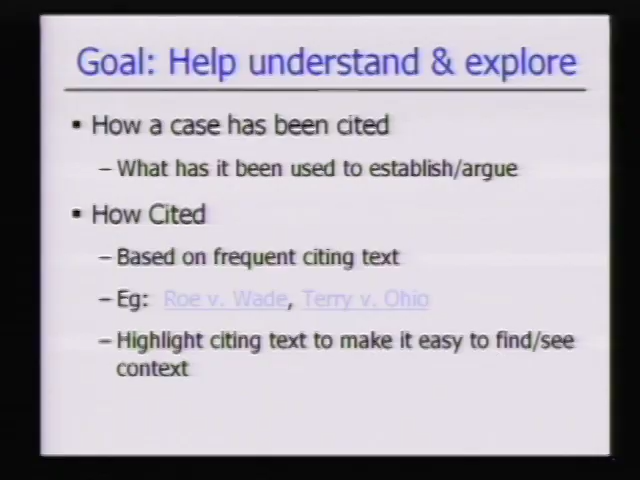 Goal: Help understand & explore
▪ How a case has been cited
– What has it been used to establish/argue
▪ How Cited
– Based on frequent citing text
– Eg: Roe v. Wade, Terry v. Ohio
– Highlight citing text to make it easy to find/see
context